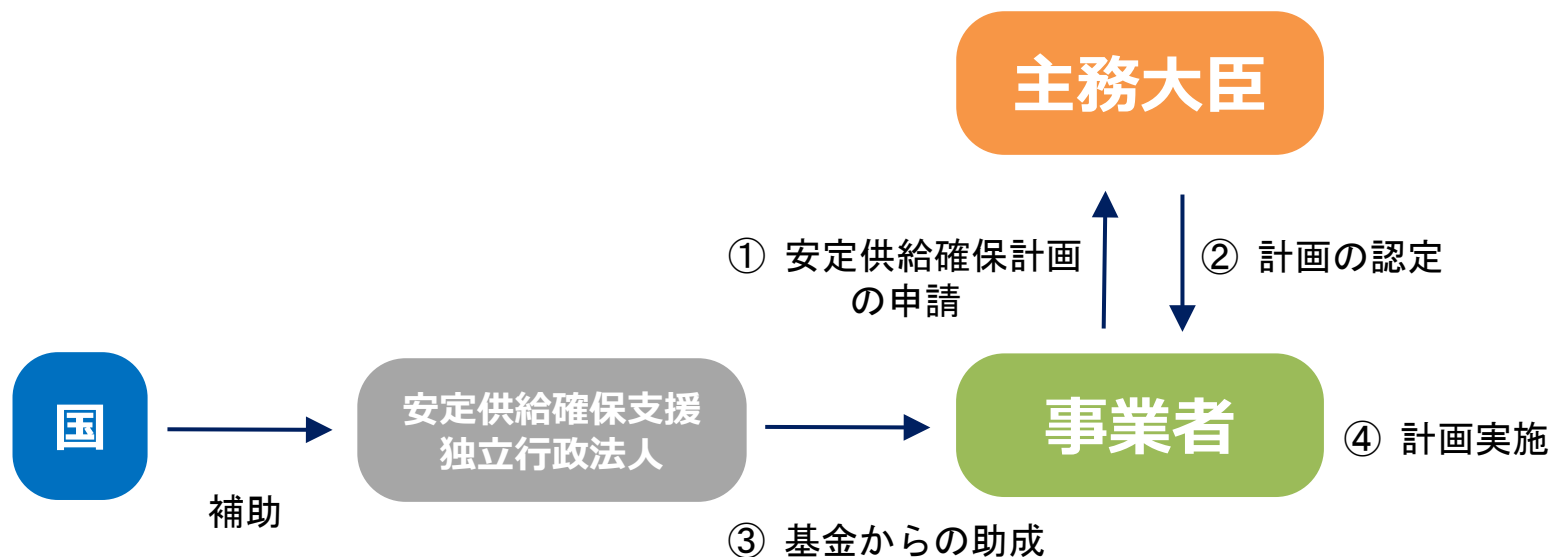 主務大臣
① 安定供給確保計画
の申請
② 計画の認定
国
安定供給確保支援
独立行政法人
事業者
④ 計画実施
補助
③ 基金からの助成